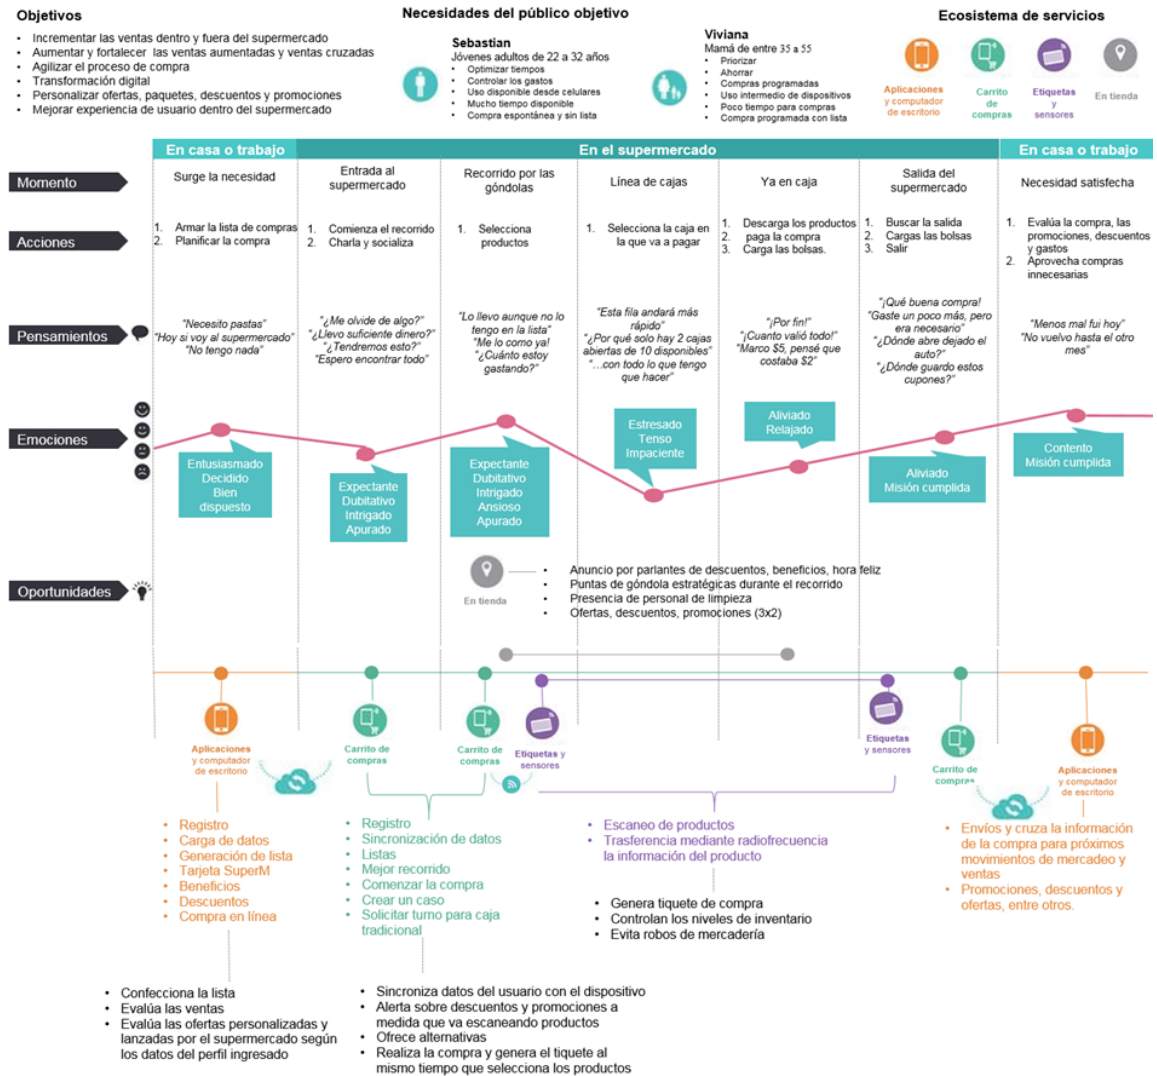 Objetivos
• Incrementar las ventas dentro y fuera del supermercado
• Aumentar y fortalecer las ventas aumentadas y ventas cruzadas
• Agilizar el proceso de compra
• Transformación digital
• Personalizar ofertas, paquetes, descuentos y promociones
• Mejorar experiencia de usuario dentro del supermercado
Necesidades del público objetivo
Sebastian
Jóvenes adultos de 22 a 32 años
• Optimizar tiempos
• Controlar los gastos
• Uso disponible desde celulares
• Mucho tiempo disponible
• Compra espontánea y sin lista
Viviana
Mamá de entre 35 a 55
• Priorizar
• Ahorrar
• Compras programadas
• Uso intermedio de dispositivos
• Poco tiempo para compras
• Compra programada con lista
Ecosistema de servicios
Aplicaciones
y computador
de escritorio
Carrito
de
compras
Etiquetas
y
sensores
En tienda
En casa o trabajo
En el supermercado
En casa o trabajo
Momento
Surge la necesidad
Entrada al
supermercado
Recorrido por las
góndolas
Línea de cajas
Ya en caja
Salida del
supermercado
Necesidad satisfecha
Acciones
1. Armar la lista de compras
2. Planificar la compra
1. Comienza el recorrido
2. Charla y socializa
1. Selecciona
productos
1. Selecciona la caja en
la que va a pagar
1. Descarga los productos
2. paga la compra
3. Carga las bolsas.
1. Buscar la salida
2. Cargas las bolsas
3. Salir
1. Evalúa la compra, las
promociones, descuentos
y gastos
2. Aprovecha compras
innecesarias
Pensamientos
"Necesito pastas"
"Hoy si voy al supermercado"
"No tengo nada"
"¿Me olvide de algo?"
"¿Llevo suficiente dinero?"
"¿Tendremos esto?"
"Espero encontrar todo"
"Lo llevo aunque no lo
tengo en la lista"
"Me lo como ya!
"¿Cuánto estoy
gastando?"
"Esta fila andará más
rápido"
"¿Por qué solo hay 2 cajas
abiertas de 10 disponibles"
"…con todo lo que tengo
que hacer"
"¡Por fin!"
"¡Cuanto valió todo!"
"Marco $5, pensé que
costaba $2"
"¡Qué buena compra!
"Gaste un poco más, pero
era necesario"
"¿Dónde abre dejado el
auto?"
"¿Dónde guardo estos
cupones?"
"Menos mal fui hoy"
"No vuelvo hasta el otro
mes"
Emociones
Entusiasmado
Decidido
Bien
dispuesto
Expectante
Dubitativo
Intrigado
Apurado
Expectante
Dubitativo
Intrigado
Ansioso
Apurado
Estresado
Tenso
Impaciente
Aliviado
Relajado
Aliviado
Misión cumplida
Contento
Misión cumplida
Oportunidades
En tienda
• Anuncio por parlantes de descuentos, beneficios, hora feliz
• Puntas de góndola estratégicas durante el recorrido
• Presencia de personal de limpieza
• Ofertas, descuentos, promociones (3x2)
Aplicaciones
y computador
de escritorio
Carrito de
compras
Carrito de
compras
Etiquetas y
sensores
Etiquetas
y sensores
Carrito de
compras
Aplicaciones
y computador
de escritorio
• Registro
• Carga de datos
• Generación de lista
• Tarjeta SuperM
• Beneficios
• Descuentos
• Compra en línea
• Registro
• Sincronización de datos
• Listas
• Mejor recorrido
• Comenzar la compra
• Crear un caso
• Solicitar turno para caja
tradicional
• Escaneo de productos
• Trasferencia mediante radiofrecuencia
la información del producto
• Genera tiquete de compra
• Controlan los niveles de inventario
• Evita robos de mercadería
• Envíos y cruza la información
de la compra para próximos
movimientos de mercadeo y
ventas
• Promociones, descuentos y
ofertas, entre otros.
• Confecciona la lista
• Evalúa las ventas
• Evalúa las ofertas personalizadas y
lanzadas por el supermercado según
los datos del perfil ingresado
• Sincroniza datos del usuario con el dispositivo
• Alerta sobre descuentos y promociones a
medida que va escaneando productos
• Ofrece alternativas
• Realiza la compra y genera el tiquete al
mismo tiempo que selecciona los productos